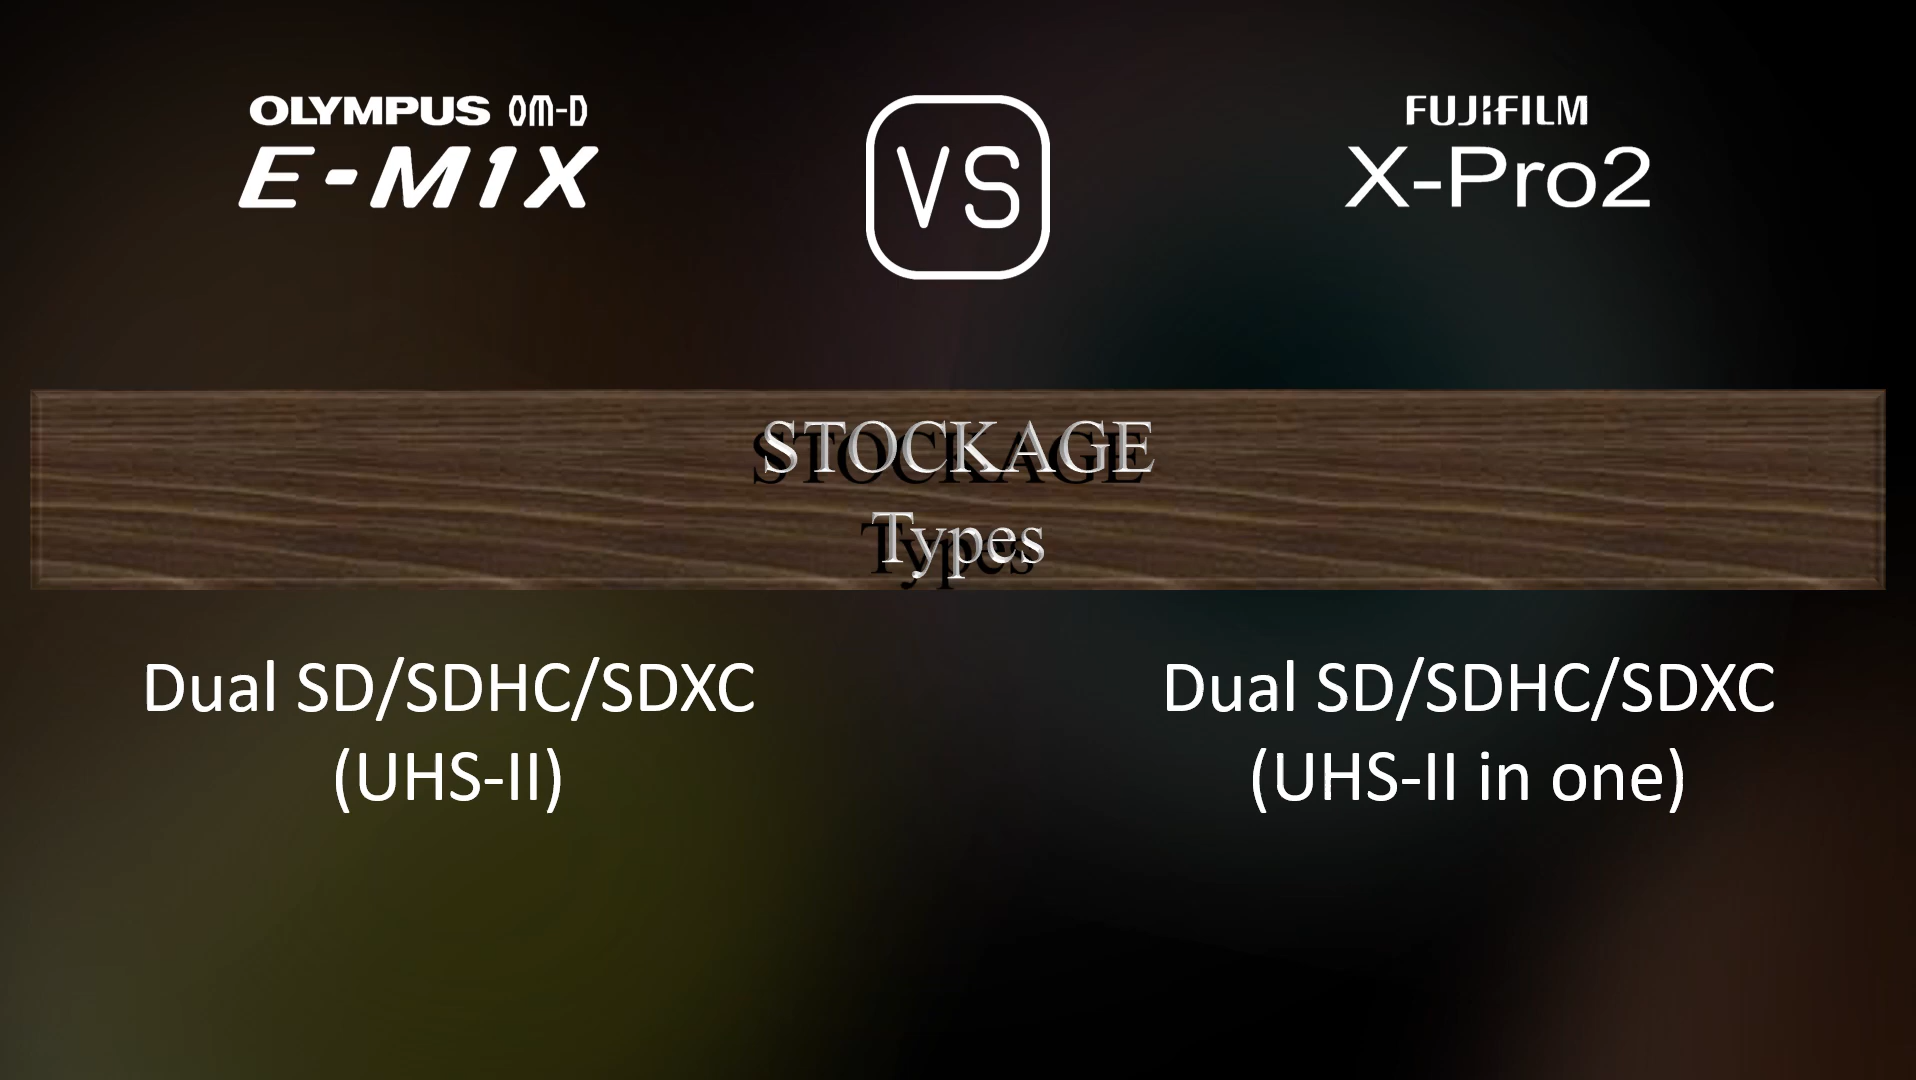 OLYMPUS OM-D
E-M1X
VS
FUJIFILM
X-Pro2
STOCKAGE
Types
Dual SD/SDHC/SDXC
(UHS-II)
Dual SD/SDHC/SDXC
(UHS-II in one)